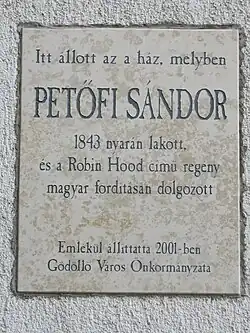 Itt állott az a ház, melyben
PETŐFI SÁNDOR
1843 nyarán lakott,
és a Robin Hood című regény
magyar fordításán dolgozott
Emlékül állíttatta 2001-ben
Gödöllő Város Önkormányzata